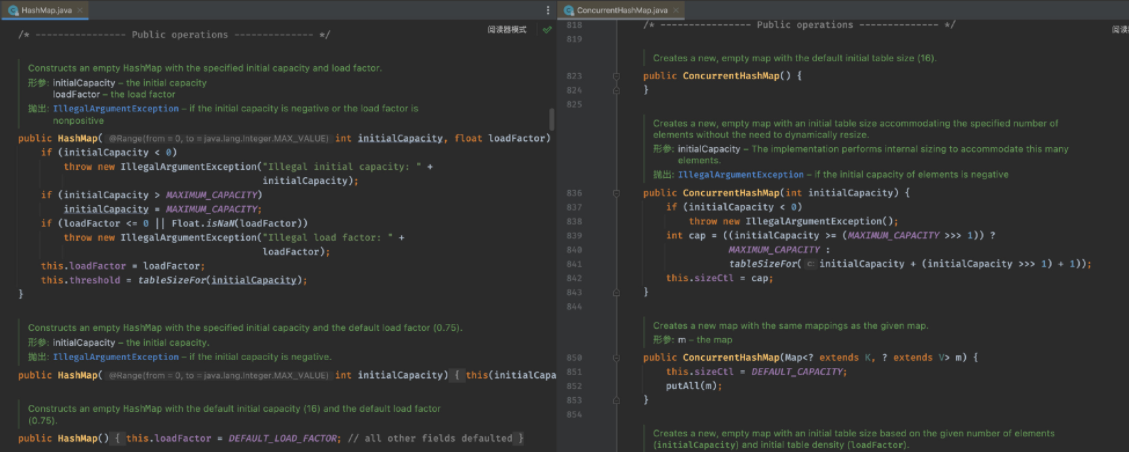 HashMap.java
/* ---------------- Public operations -------------- */
阅读器模式
Constructs an empty HashMap with the specified initial capacity and load factor.
形参: initialCapacity – the initial capacity
loadFactor – the load factor
抛出: IllegalArgumentException – if the initial capacity is negative or the load factor is
nonpositive
public HashMap( @Range(from = 0, to = java.lang.Integer.MAX_VALUE) int initialCapacity, float loadFactor)
if (initialCapacity < 0)
throw new IllegalArgumentException("Illegal initial capacity: " +
initialCapacity);
if (initialCapacity > MAXIMUM_CAPACITY)
initialCapacity = MAXIMUM_CAPACITY;
if (loadFactor <= 0 || Float.isNaN(loadFactor))
throw new IllegalArgumentException("Illegal load factor: " +
loadFactor);
this.loadFactor = loadFactor;
this.threshold = tableSizeFor(initialCapacity);
}
Constructs an empty HashMap with the specified initial capacity and the default load factor (0.75).
形参: initialCapacity – the initial capacity.
抛出: IllegalArgumentException – if the initial capacity is negative.
public HashMap( @Range(from = 0, to = java.lang.Integer.MAX_VALUE) int initialCapacity) { this(initialCapa
Constructs an empty HashMap with the default initial capacity (16) and the default load factor
(0.75).
public HashMap() { this.loadFactor = DEFAULT_LOAD_FACTOR; // all other fields defaulted }
ConcurrentHashMap.java
818 /* ---------------- Public operations -------------- */
819
阅读
Creates a new, empty map with the default initial table size (16).
823 public ConcurrentHashMap() {
824 }
825
Creates a new, empty map with an initial table size accommodating the specified number of
elements without the need to dynamically resize.
形参: initialCapacity – The implementation performs internal sizing to accommodate this many
elements.
抛出: IllegalArgumentException – if the initial capacity of elements is negative
836 public ConcurrentHashMap(int initialCapacity) {
837 if (initialCapacity < 0)
838 throw new IllegalArgumentException();
839 int cap = ((initialCapacity >= (MAXIMUM_CAPACITY >>> 1)) ?
840 MAXIMUM_CAPACITY :
841 tableSizeFor( c: initialCapacity + (initialCapacity >>> 1) + 1));
842 this.sizeCtl = cap;
843 }
844
Creates a new map with the same mappings as the given map.
形参: m – the map
850 public ConcurrentHashMap(Map<? extends K, ? extends V> m) {
851 this.sizeCtl = DEFAULT_CAPACITY;
852 putAll(m);
853 }
854
Creates a new, empty map with an initial table size based on the given number of elements
(initialCapacity) and initial table density (loadFactor).